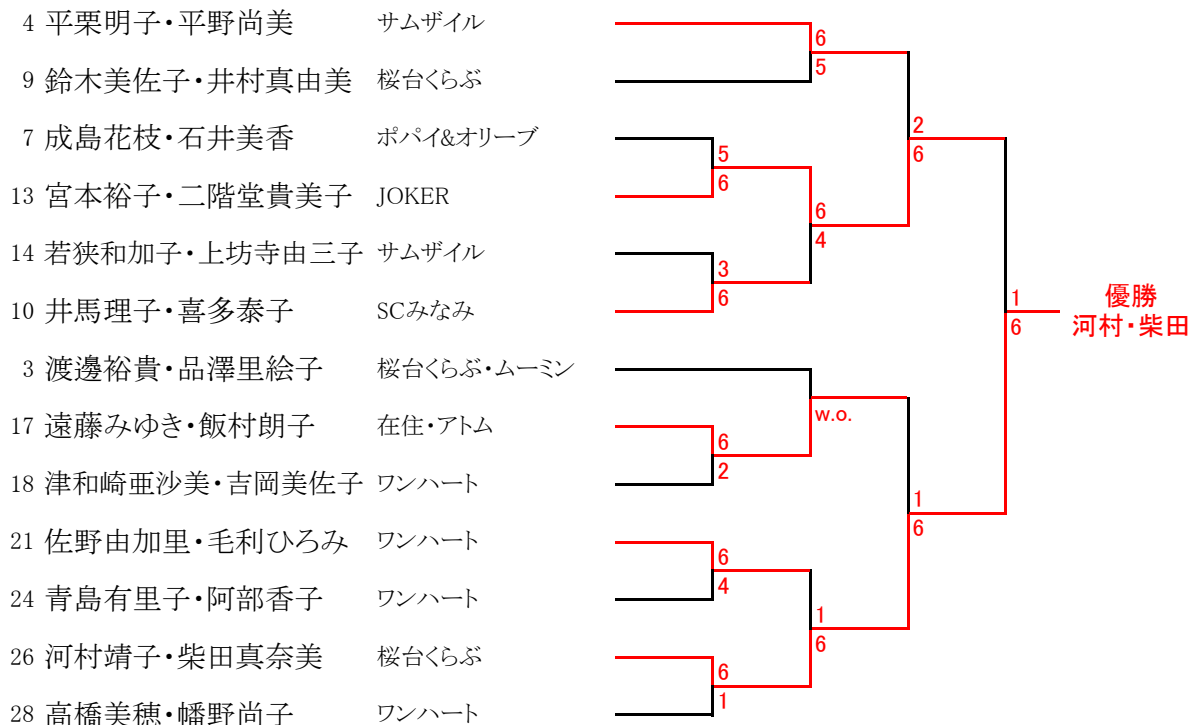 4 平栗明子・平野尚美 サムザイル
6
5
9 鈴木美佐子・井村真由美 桜台くらぶ
2
6
7 成島花枝・石井美香 ポパイ&オリーブ
5
6
13 宮本裕子・二階堂貴美子 JOKER
6
4
14 若狭和加子・上坊寺由三子 サムザイル
3
6
10 井馬理子・喜多泰子 SCみなみ
1
6
優勝
河村・柴田
3 渡邊裕貴・品澤里絵子 桜台くらぶ・ムーミン
w.o.
17 遠藤みゆき・飯村朗子 在住・アトム
6
2
18 津和崎亜沙美・吉岡美佐子 ワンハート
1
6
21 佐野由加里・毛利ひろみ ワンハート
6
4
24 青島有里子・阿部香子 ワンハート
1
6
26 河村靖子・柴田真奈美 桜台くらぶ
6
1
28 高橋美穂・幡野尚子 ワンハート